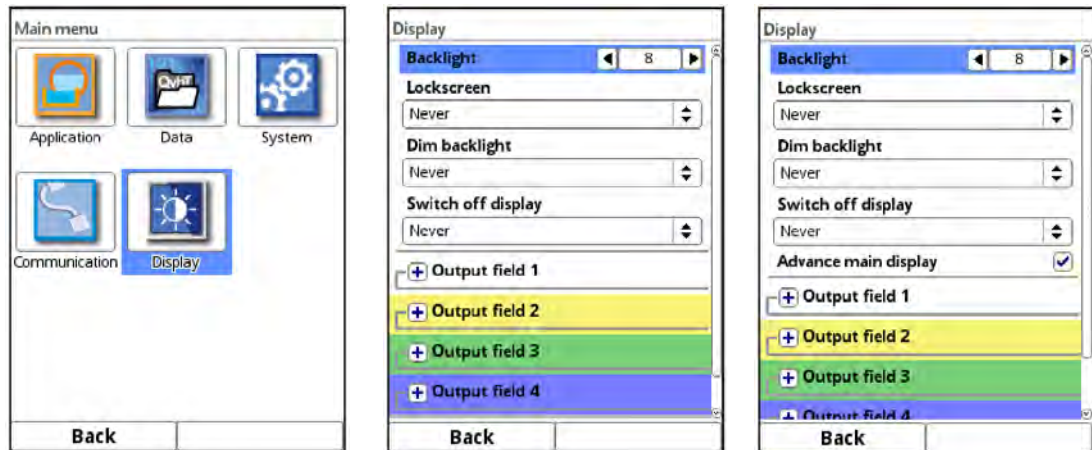 Main menu
Application
Data
System
Communication
Display
Back
Display
Backlight
8
Lockscreen
Never
Dim backlight
Never
Switch off display
Never
Output field 1
Output field 2
Output field 3
Output field 4
Back
Display
Backlight
8
Lockscreen
Never
Dim backlight
Never
Switch off display
Never
Advance main display
Output field 1
Output field 2
Output field 3
Output field 4
Back